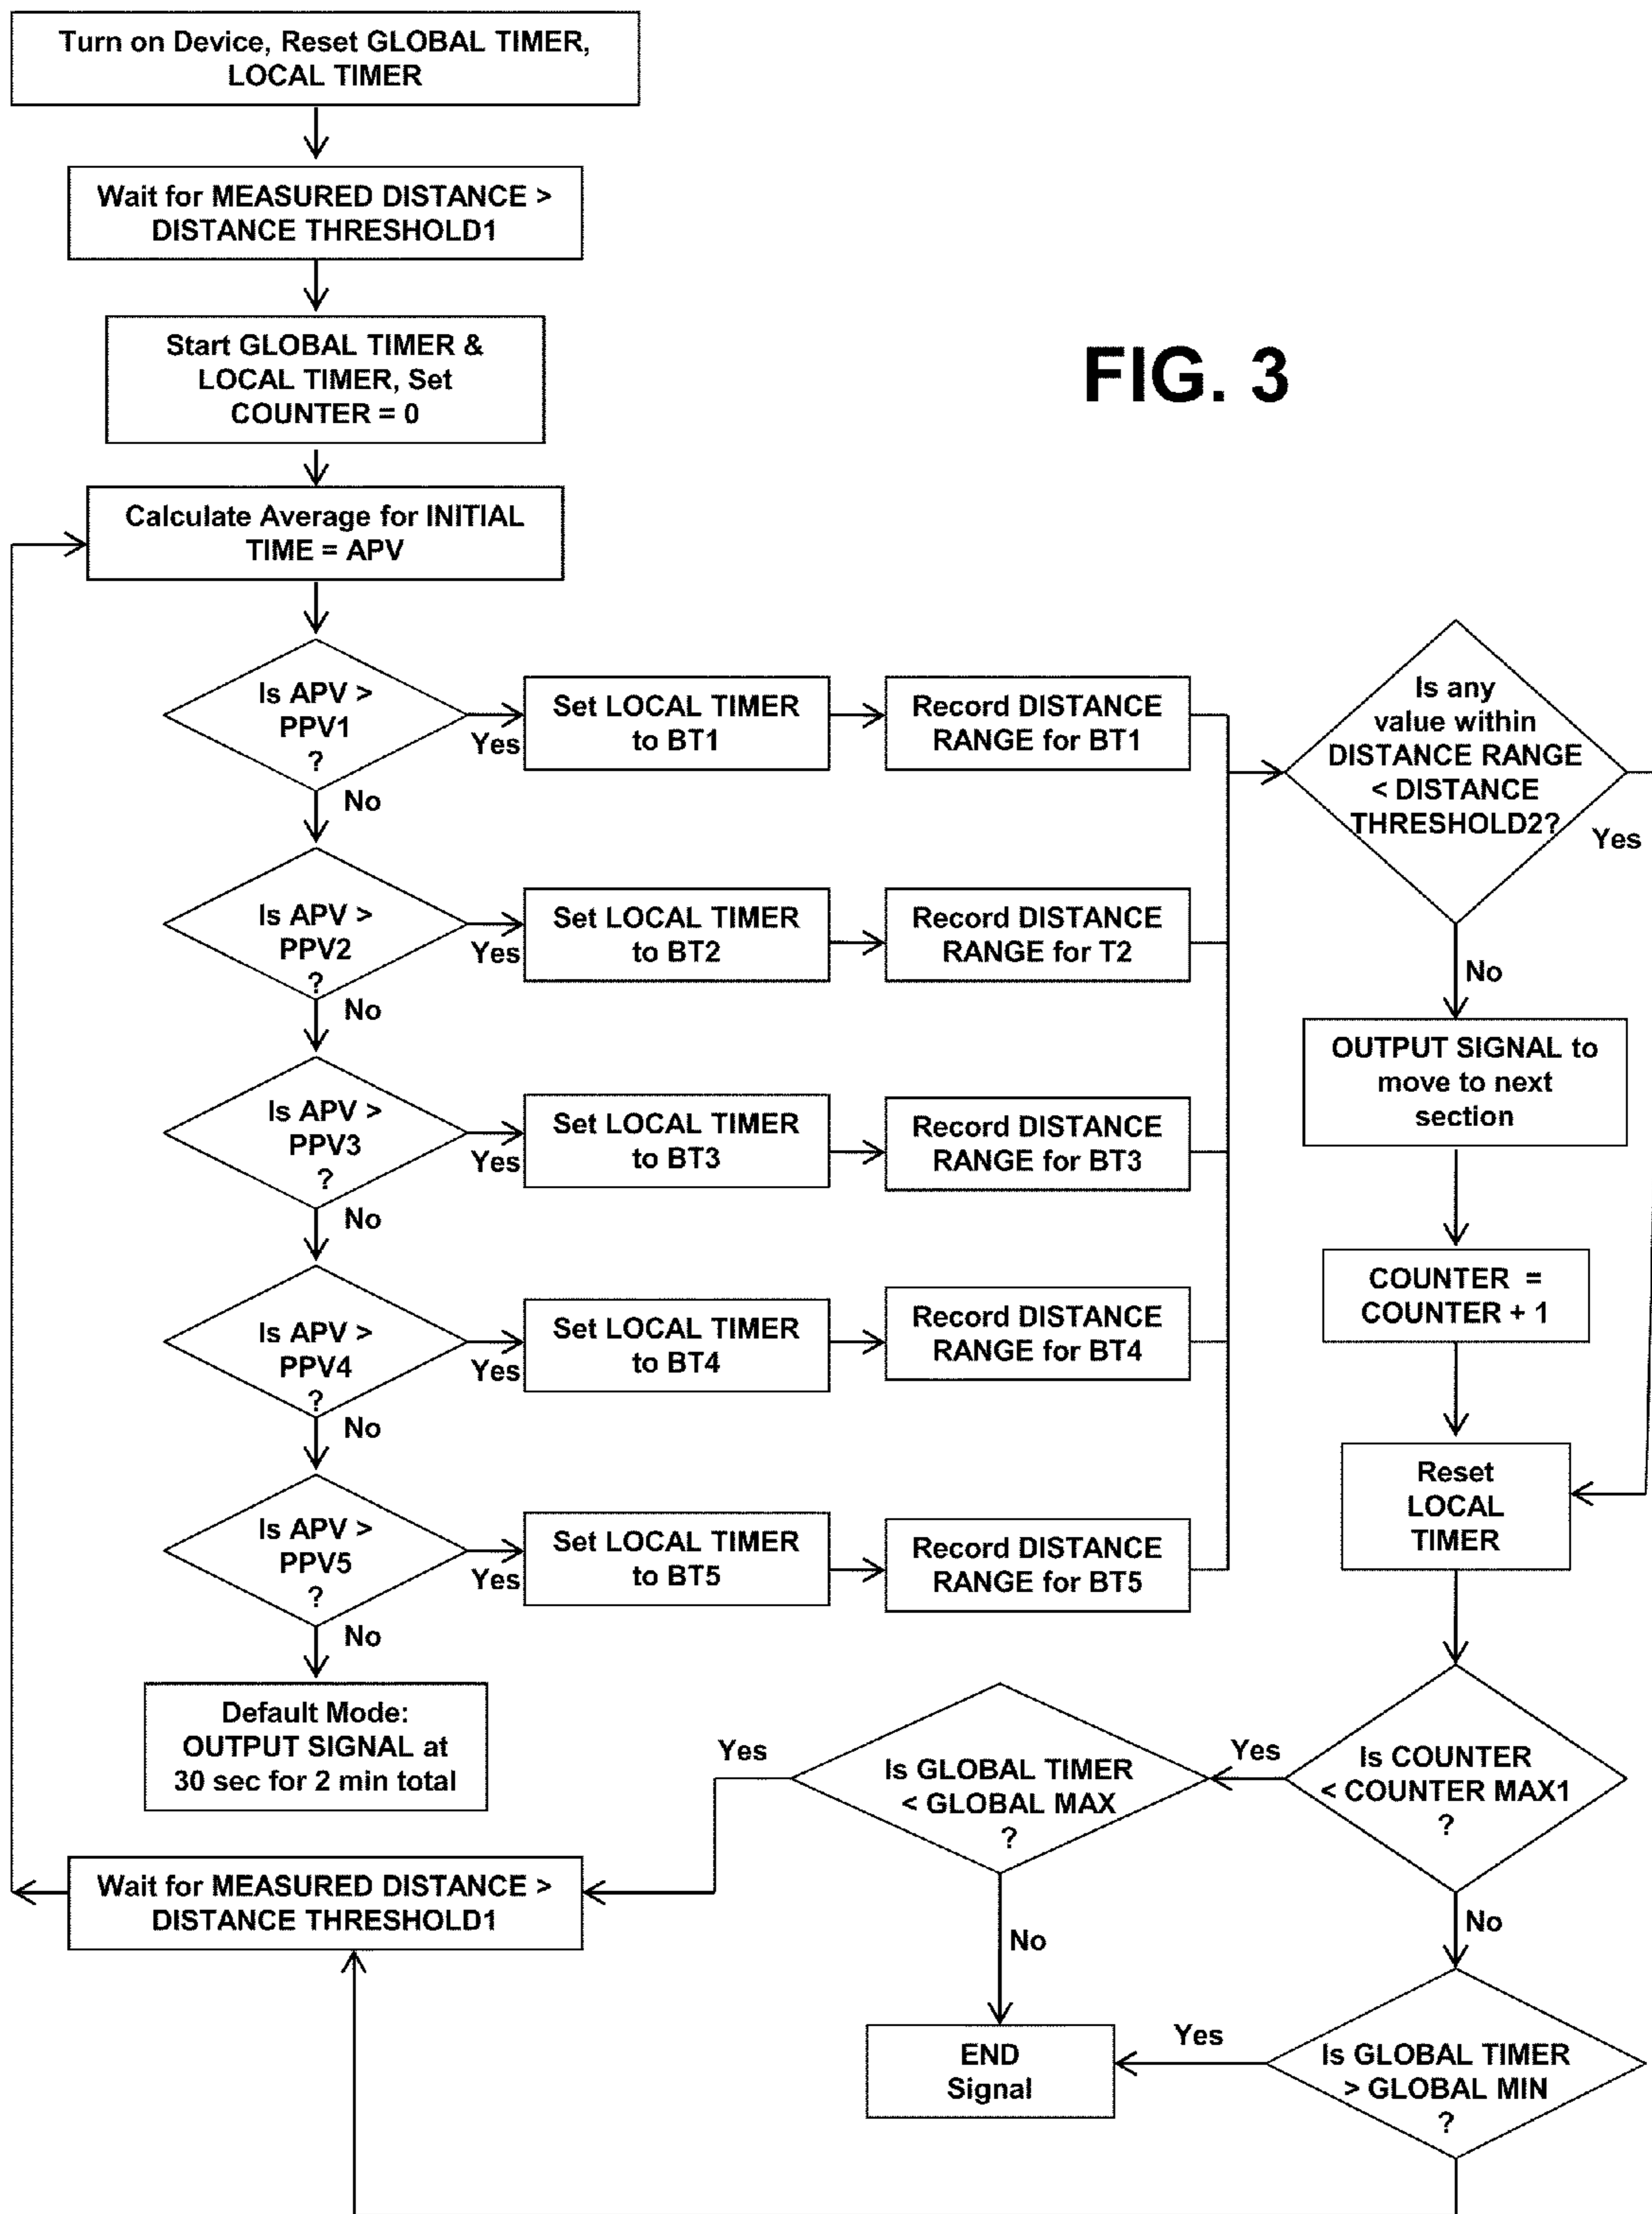 Turn on Device, Reset GLOBAL TIMER,
LOCAL TIMER
Wait for MEASURED DISTANCE >
DISTANCE THRESHOLD1
Start GLOBAL TIMER &
LOCAL TIMER, Set
COUNTER = 0
FIG. 3
Calculate Average for INITIAL
TIME = APV
Is APV >
PPV1
?
Yes
No
Set LOCAL TIMER
to BT1
Record DISTANCE
RANGE for BT1
Is any
value within
DISTANCE RANGE
< DISTANCE
THRESHOLD2?
Yes
No
Is APV >
PPV2
?
Yes
No
Set LOCAL TIMER
to BT2
Record DISTANCE
RANGE for T2
OUTPUT SIGNAL to
move to next
section
Is APV >
PPV3
?
Yes
No
Set LOCAL TIMER
to BT3
Record DISTANCE
RANGE for BT3
COUNTER =
COUNTER + 1
Is APV >
PPV4
?
Yes
No
Set LOCAL TIMER
to BT4
Record DISTANCE
RANGE for BT4
Reset
LOCAL
TIMER
Is APV >
PPV5
?
Yes
No
Set LOCAL TIMER
to BT5
Record DISTANCE
RANGE for BT5
Default Mode:
OUTPUT SIGNAL at
30 sec for 2 min total
Is COUNTER
< COUNTER MAX1
?
Yes
No
Is GLOBAL TIMER
< GLOBAL MAX
?
Yes
No
Wait for MEASURED DISTANCE >
DISTANCE THRESHOLD1
Is GLOBAL TIMER
> GLOBAL MIN
?
Yes
END
Signal